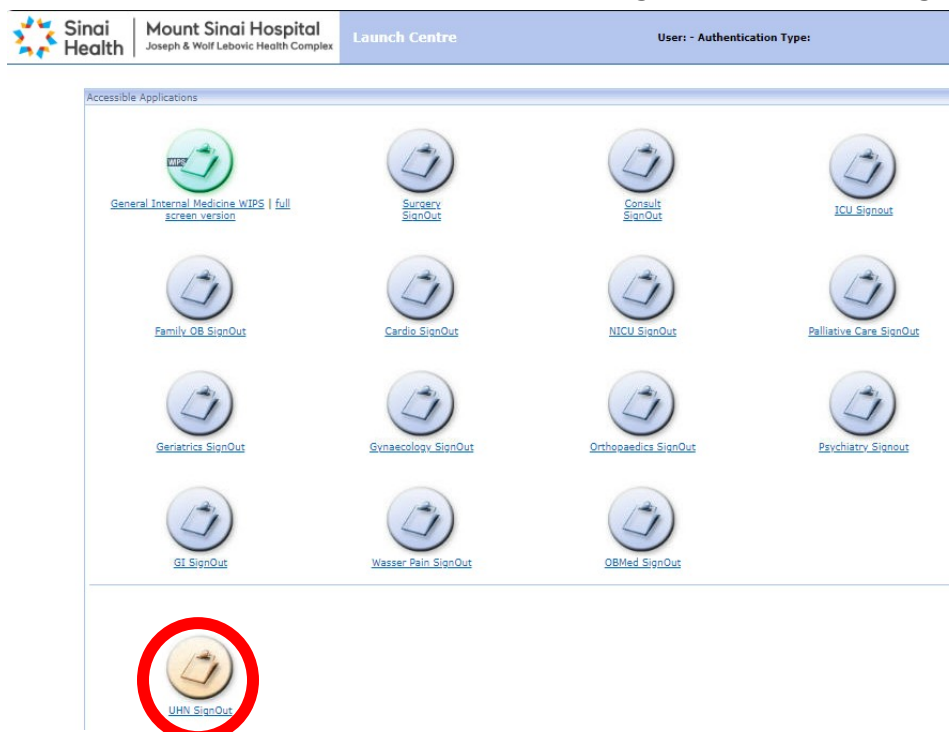 Sinai Health
Mount Sinai Hospital
Joseph & Wolf Lebovic Health Complex
Launch Centre
User: - Authentication Type:
Accessible Applications
WIPS
General Internal Medicine WIPS | full
screen version
Surgery
SignOut
Consult
SignOut
ICU Signout
Family OB SignOut
Cardio SignOut
NICU SignOut
Palliative Care SignOut
Geriatrics SignOut
Gynaecology SignOut
Orthopaedics SignOut
Psychiatry Signout
GI SignOut
Wasser Pain SignOut
OBMed SignOut
UHN SignOut